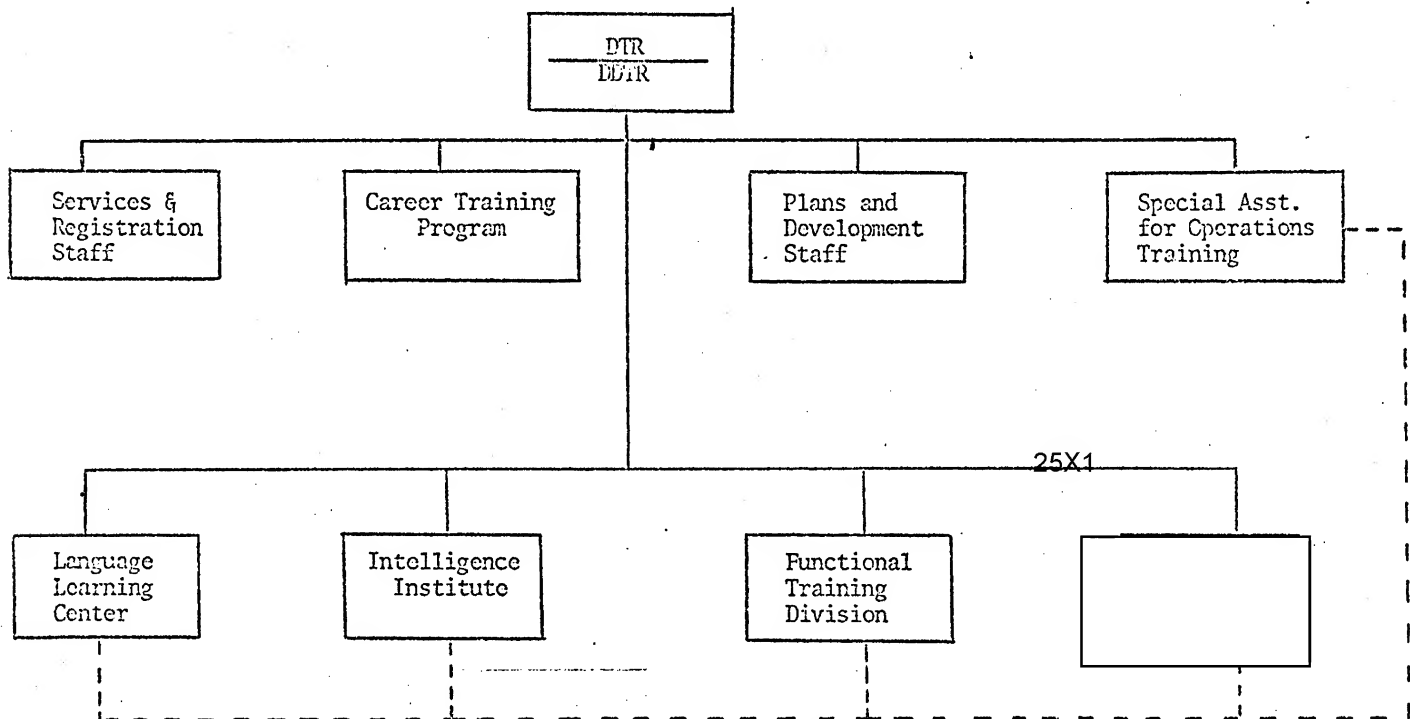 DTR
DDTR
Services &
Registration
Staff
Career Training
Program
Plans and
Development
Staff
Special Asst.
for Operations
Training
25X1
Language
Learning
Center
Intelligence
Institute
Functional
Training
Division